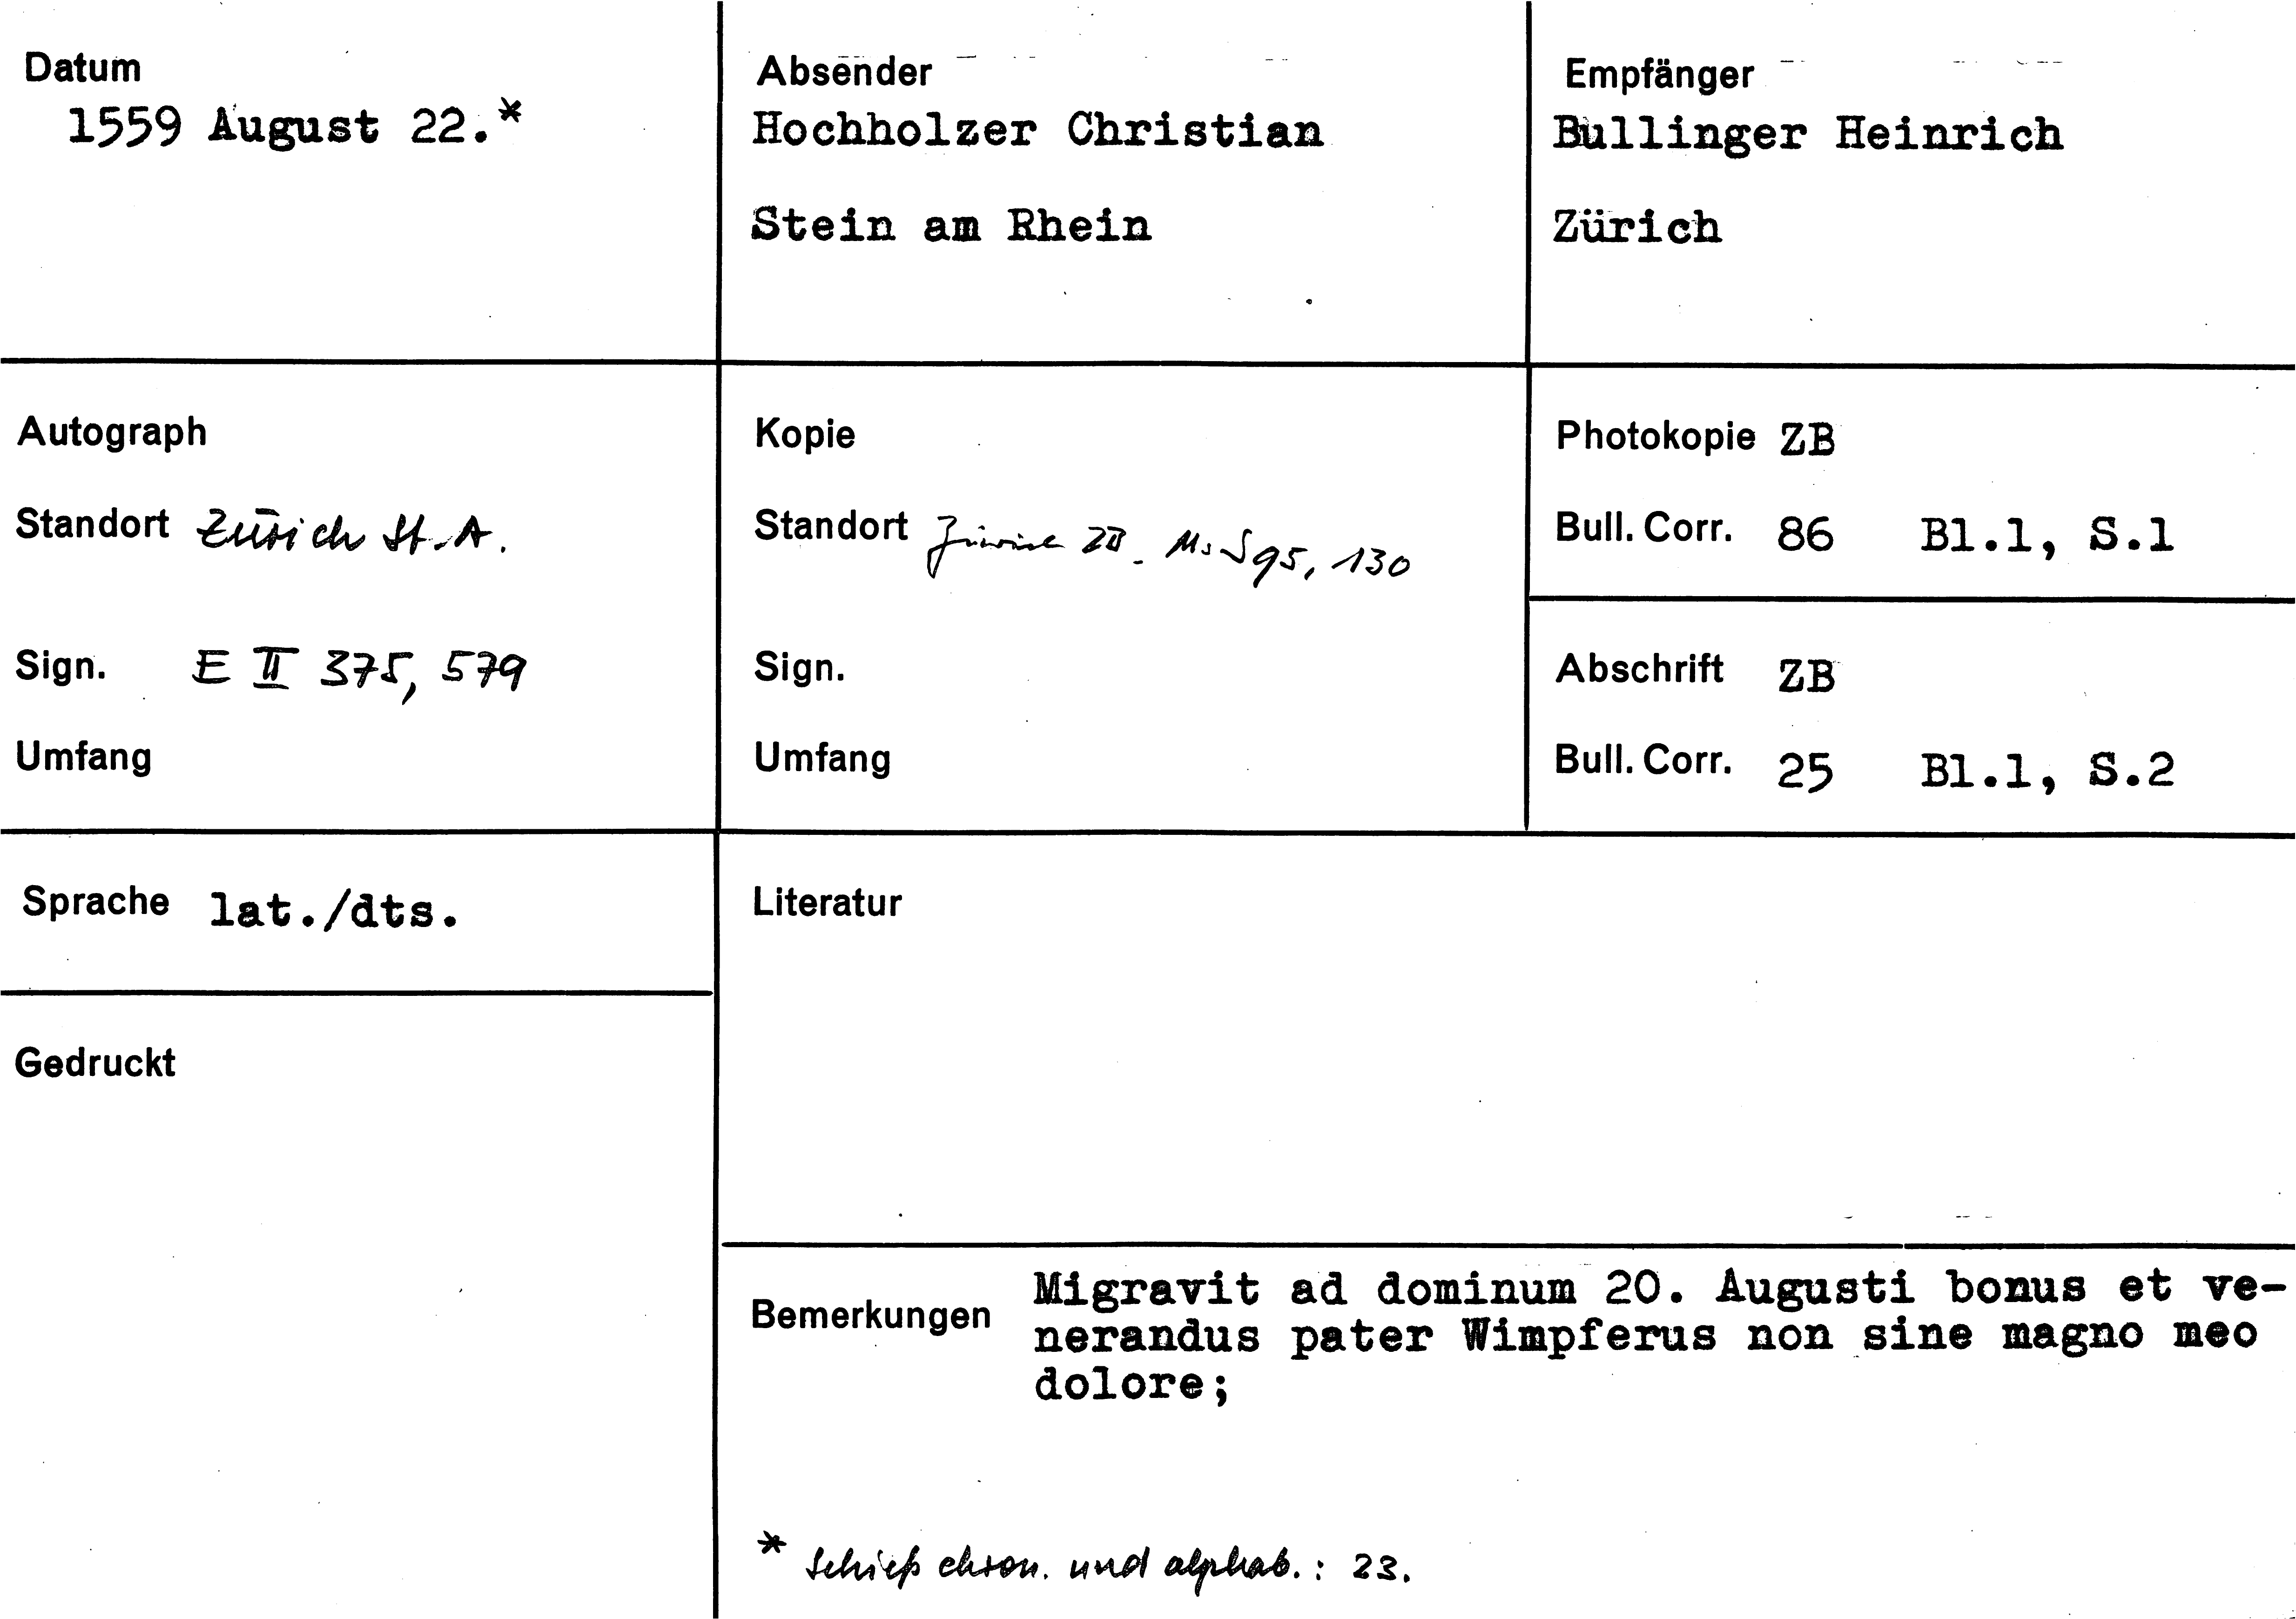 Datum
1559 August 22.*
Absender
Hochholzer Christian
Stein am Rhein
Empfänger
Bullinger Heinrich
Zürich
Autograph
Standort Zürich St.A.
Sign. E II 375, 579
Umfang
Kopie
Standort Zürich ZB. Ms S 95, 130
Sign.
Umfang
Photokopie ZB
Bull. Corr. 86 Bl.1, S.1
Abschrift ZB
Bull. Corr. 25 Bl.1, S.2
Sprache lat./dts.
Gedruckt
Literatur
Bemerkungen
Migravit ad dominum 20. Augusti bonus et ve-
nerandus pater Wimpferus non sine magno meo
dolore;
* Schieß chron. und alphab.: 23.